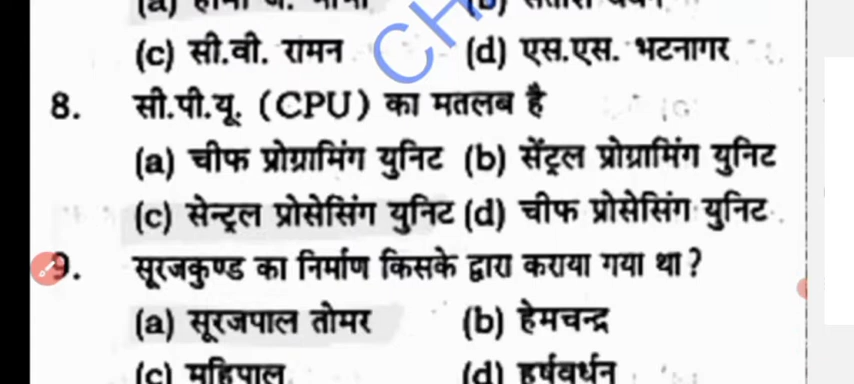 (c) सी.वी. रामन (d) एस.एस. भटनागर
8. सी.पी.यू. (CPU) का मतलब है
(a) चीफ प्रोग्रामिंग युनिट (b) सेंट्रल प्रोग्रामिंग युनिट
(c) सेन्ट्रल प्रोसेसिंग युनिट (d) चीफ प्रोसेसिंग युनिट
9. सूरजकुण्ड का निर्माण किसके द्वारा कराया गया था?
(a) सूरजपाल तोमर (b) हेमचन्द्र
(c) महिपाल (d) हर्षवर्धन